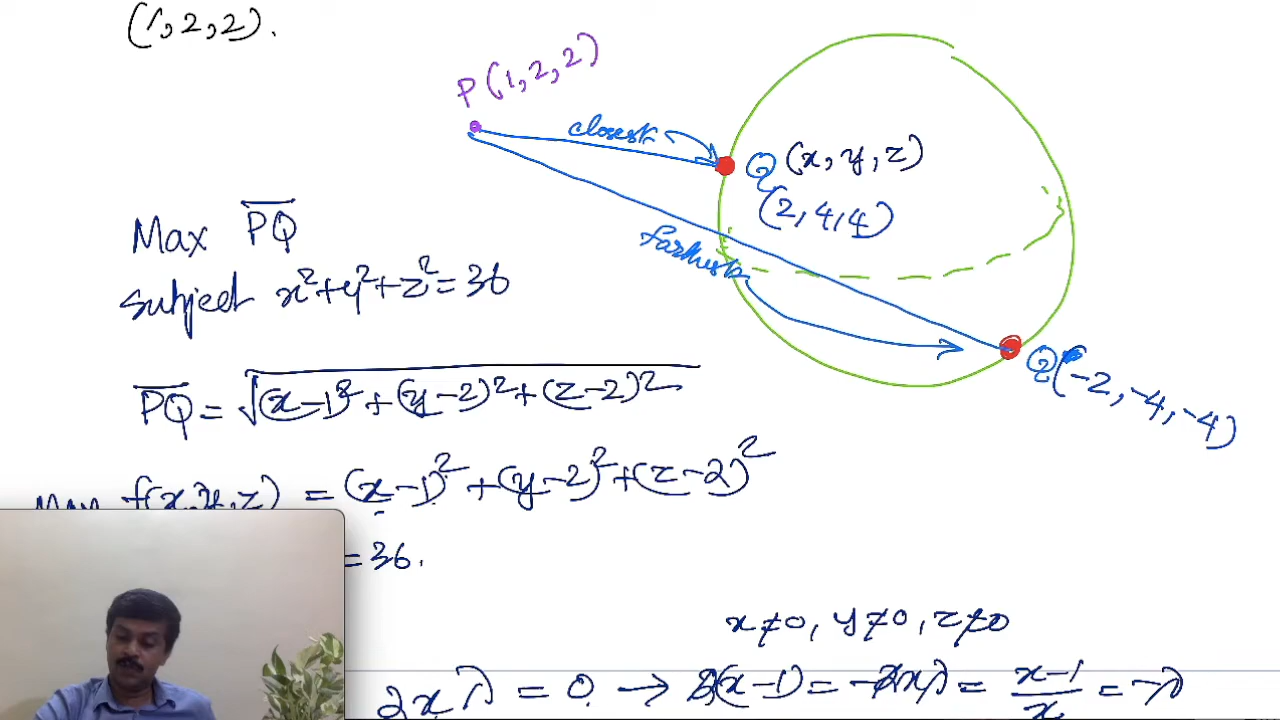 (1,2,2).
P(1,2,2)
closest
Q (x, y, z)
(2,4,4)
farthest
Max PQ
subject x²+y²+z²=36
Q(-2,-4,-4)
PQ = √(x-1)²+(y-2)²+(z-2)²
Max f(x,y,z) = (x-1)²+(y-2)²+(z-2)²
=36.
x≠0, y≠0, z≠0
2xλ = 0 → 2(x-1) = -2xλ = x-1/x = -λ